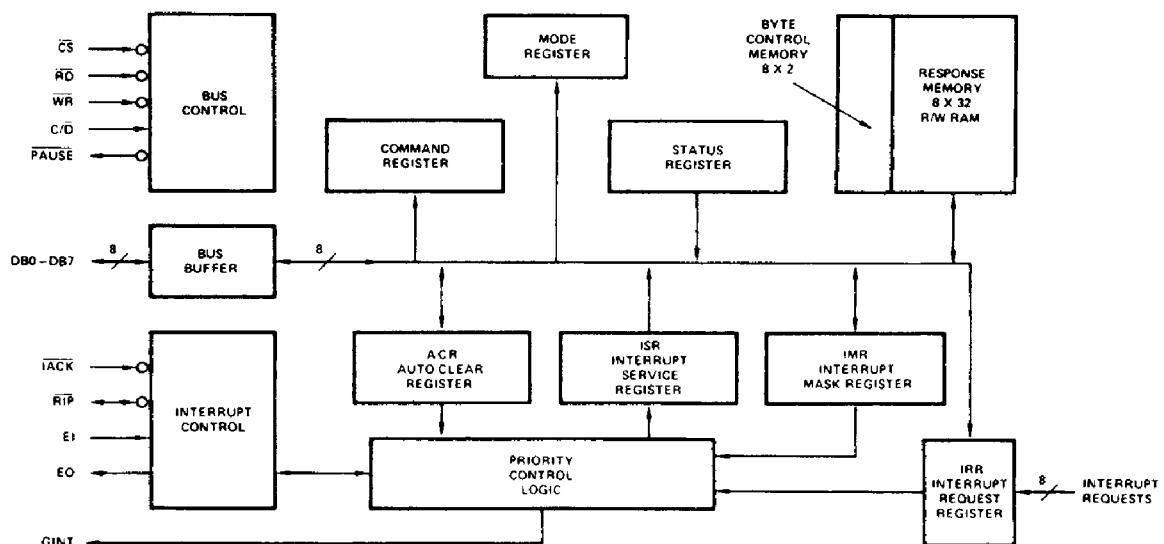 CS
RD
WR
C/D
PAUSE
BUS
CONTROL
MODE
REGISTER
COMMAND
REGISTER
STATUS
REGISTER
BYTE
CONTROL
MEMORY
8 X 2
RESPONSE
MEMORY
8 X 32
R/W RAM
DB0-DB7
8
BUS
BUFFER
8
ACR
AUTO CLEAR
REGISTER
ISR
INTERRUPT
SERVICE
REGISTER
IMR
INTERRUPT
MASK REGISTER
IACK
RIP
EI
EO
INTERRUPT
CONTROL
PRIORITY
CONTROL
LOGIC
IRR
INTERRUPT
REQUEST
REGISTER
8
INTERRUPT
REQUESTS
GINT